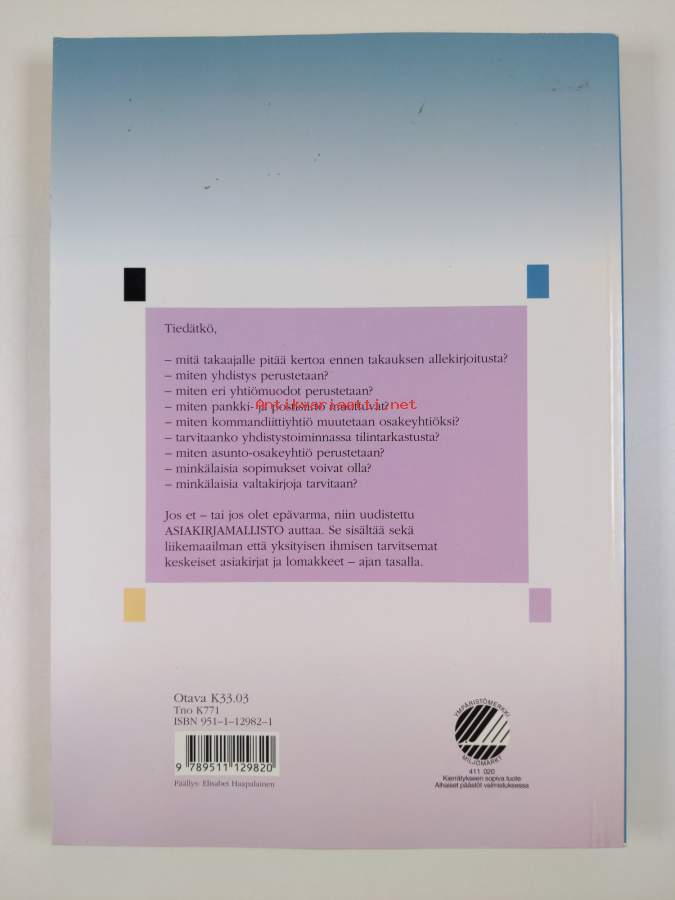 Tiedätkö,
– mitä takaajalle pitää kertoa ennen takauksen allekirjoitusta?
– miten yhdistys perustetaan?
– miten eri yhtiömuodot perustetaan?
– miten pankki- ja postisiirto muuttuvat?
Antikvariaatti.net
– miten kommandiittiyhtiö muutetaan osakeyhtiöksi?
– tarvitaanko yhdistystoiminnassa tilintarkastusta?
– miten asunto-osakeyhtiö perustetaan?
– minkälaisia sopimukset voivat olla?
– minkälaisia valtakirjoja tarvitaan?
Jos et – tai jos olet epävarma, niin uudistettu
ASIAKIRJAMALLISTO auttaa. Se sisältää sekä
liikemaailman että yksityisen ihmisen tarvitsemat
keskeiset asiakirjat ja lomakkeet – ajan tasalla.
Otava K33.03
Tno K771
ISBN 951–1–12982–1
9 789511 129820
Päällys: Elisabet Haapalainen
YMPÄRISTÖMERKKI
MILJÖMÄRKT
411 020
Kierrätykseen sopiva tuote
Alhaiset päästöt valmistuksessa